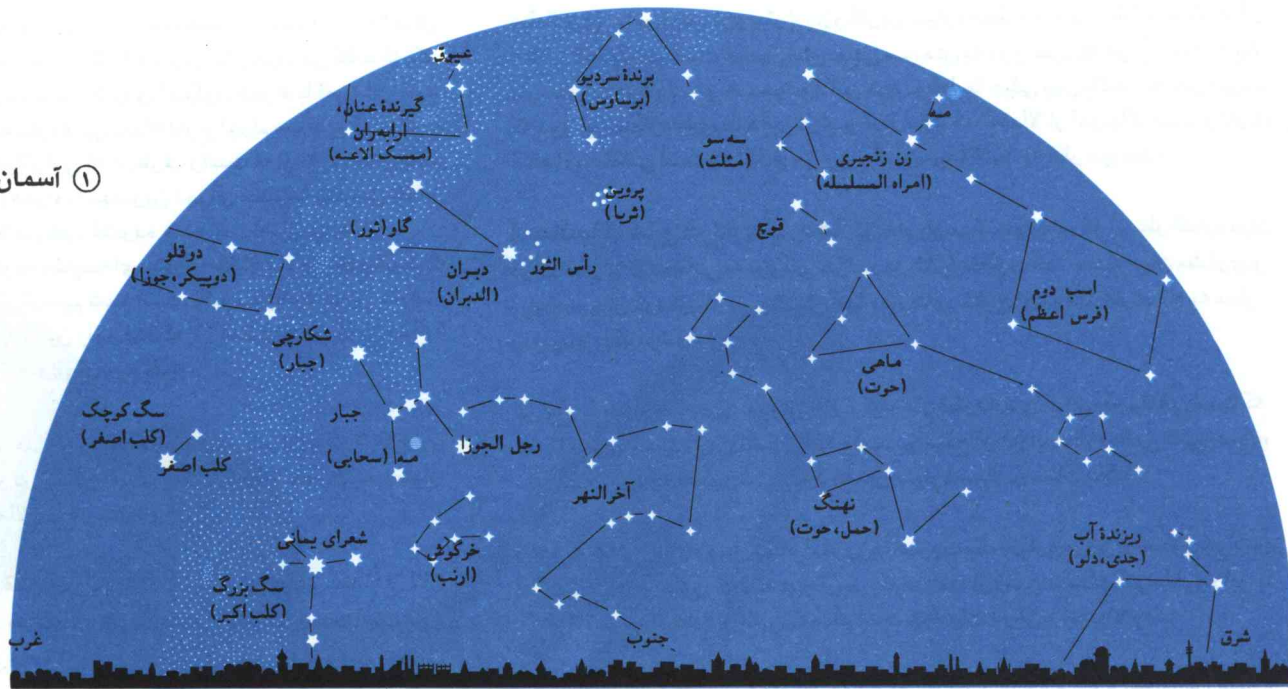 ① آسمان
عیوق
گیرندهٔ عنان،
ارابه‌ران
(ممسک الاعنه)
برندهٔ سردیو
(برساوس)
مه
سه سو
(مثلث)
زن زنجیری
(امراه المسلسله)
پروین
(ثریا)
قوچ
گاو (ثور)
رأس الثور
دبران
(الدبران)
دوقلو
(دوپیکر، جوزا)
اسب دوم
(فرس اعظم)
شکارچی
(جبار)
ماهی
(حوت)
سگ کوچک
(کلب اصغر)
کلب اصغر
جبار
رجل الجوزا
مه (سحابی)
آخرالنهر
نهنگ
(حمل، حوت)
شعرای یمانی
خرگوش
(ارنب)
سگ بزرگ
(کلب اکبر)
ریزندهٔ آب
(جدی، دلو)
غرب
جنوب
شرق